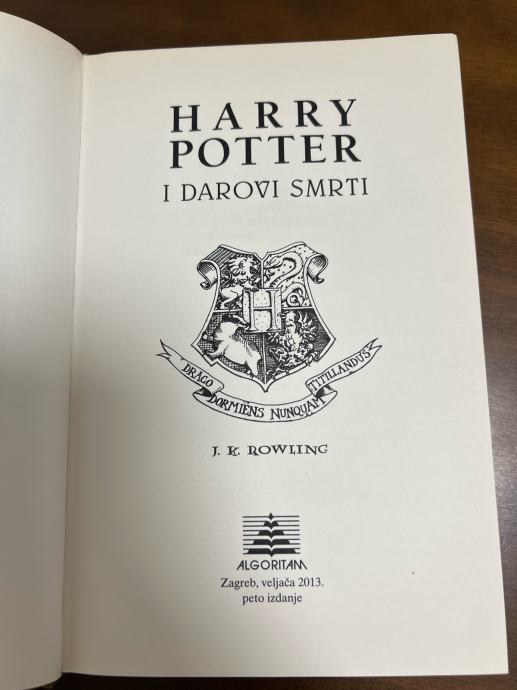 HARRY
POTTER
I DAROVI SMRTI
H
DRACO DORMIENS NUNQUAM TITILLANDUS
J. K. ROWLING
ALGORITAM
Zagreb, veljača 2013.
peto izdanje